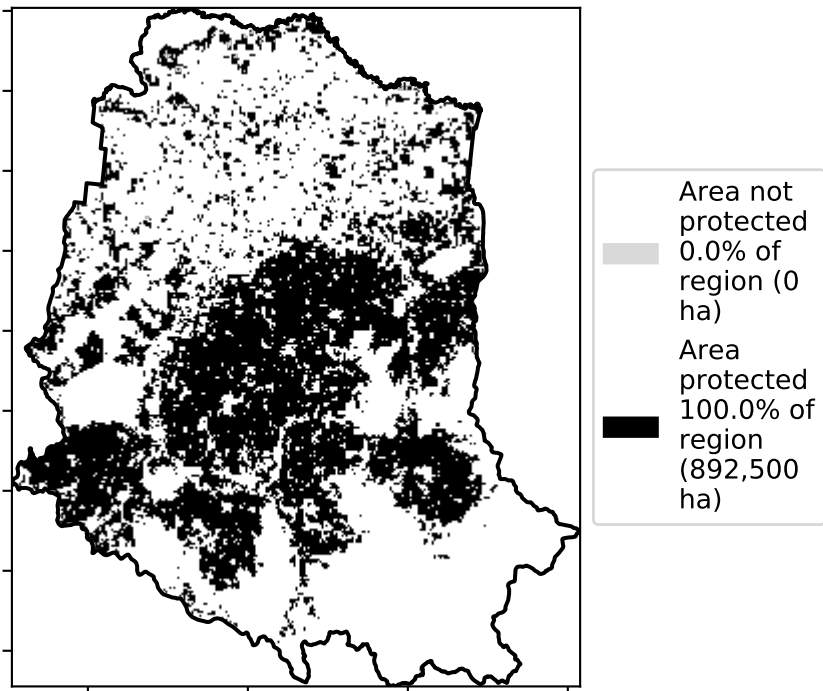 Area not
protected
0.0% of
region (0
ha)
Area
protected
100.0% of
region
(892,500
ha)